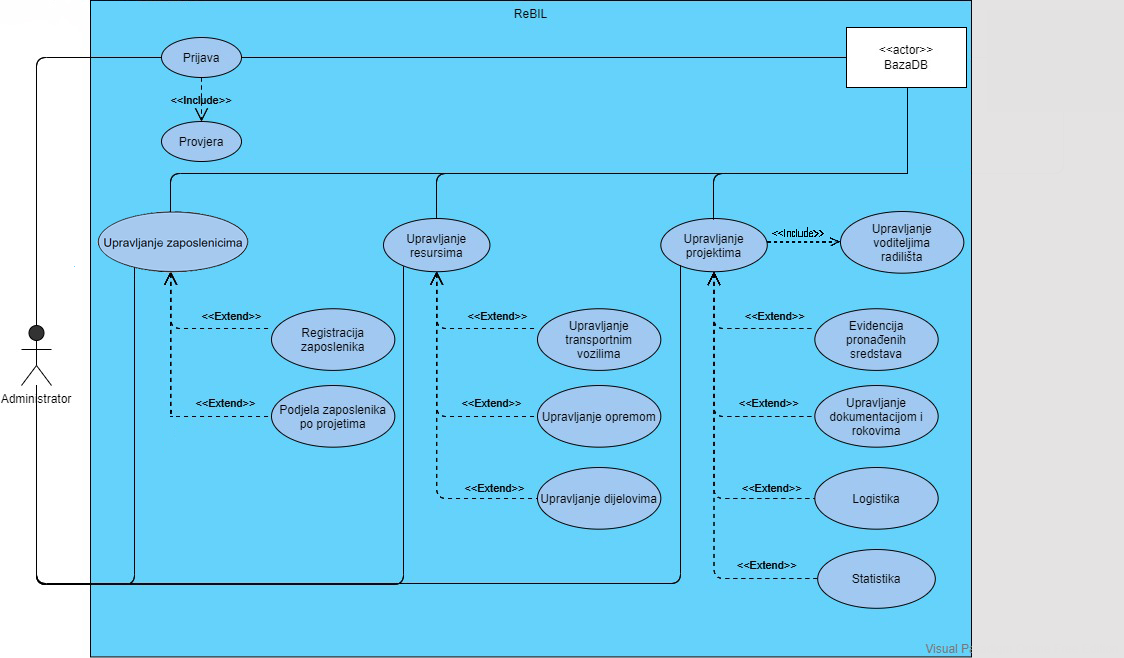 ReBIL
Prijava
<<actor>>
BazaDB
<<Include>>
Provjera
Upravljanje zaposlenicima
Upravljanje
resursima
Upravljanje
projektima
<<Include>>
Upravljanje
voditeljima
radilišta
<<Extend>>
Registracija
zaposlenika
<<Extend>>
Podjela zaposlenika
po projetima
<<Extend>>
Upravljanje
transportnim
vozilima
<<Extend>>
Upravljanje opremom
<<Extend>>
Upravljanje dijelovima
<<Extend>>
Evidencija
pronađenih
sredstava
<<Extend>>
Upravljanje
dokumentacijom i
rokovima
<<Extend>>
Logistika
<<Extend>>
Statistika
Administrator
Visual